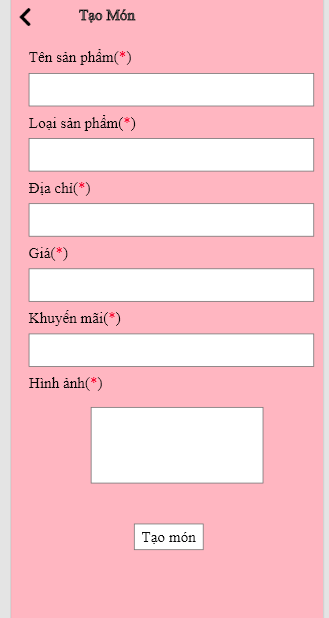 Tạo Món
Tên sản phẩm(*)
Loại sản phẩm(*)
Địa chỉ(*)
Giá(*)
Khuyến mãi(*)
Hình ảnh(*)
Tạo món